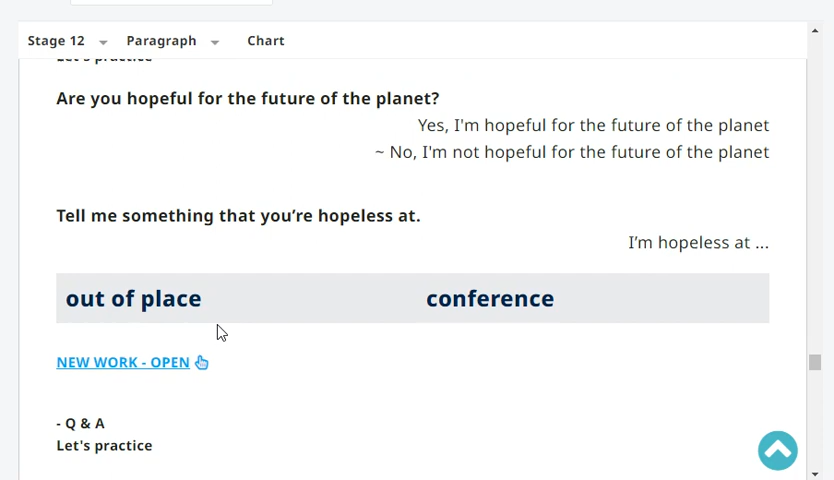 Stage 12 Paragraph Chart
Let's practice
Are you hopeful for the future of the planet?
Yes, I'm hopeful for the future of the planet
~ No, I'm not hopeful for the future of the planet
Tell me something that you’re hopeless at.
I’m hopeless at ...
out of place conference
NEW WORK - OPEN
- Q & A
Let's practice